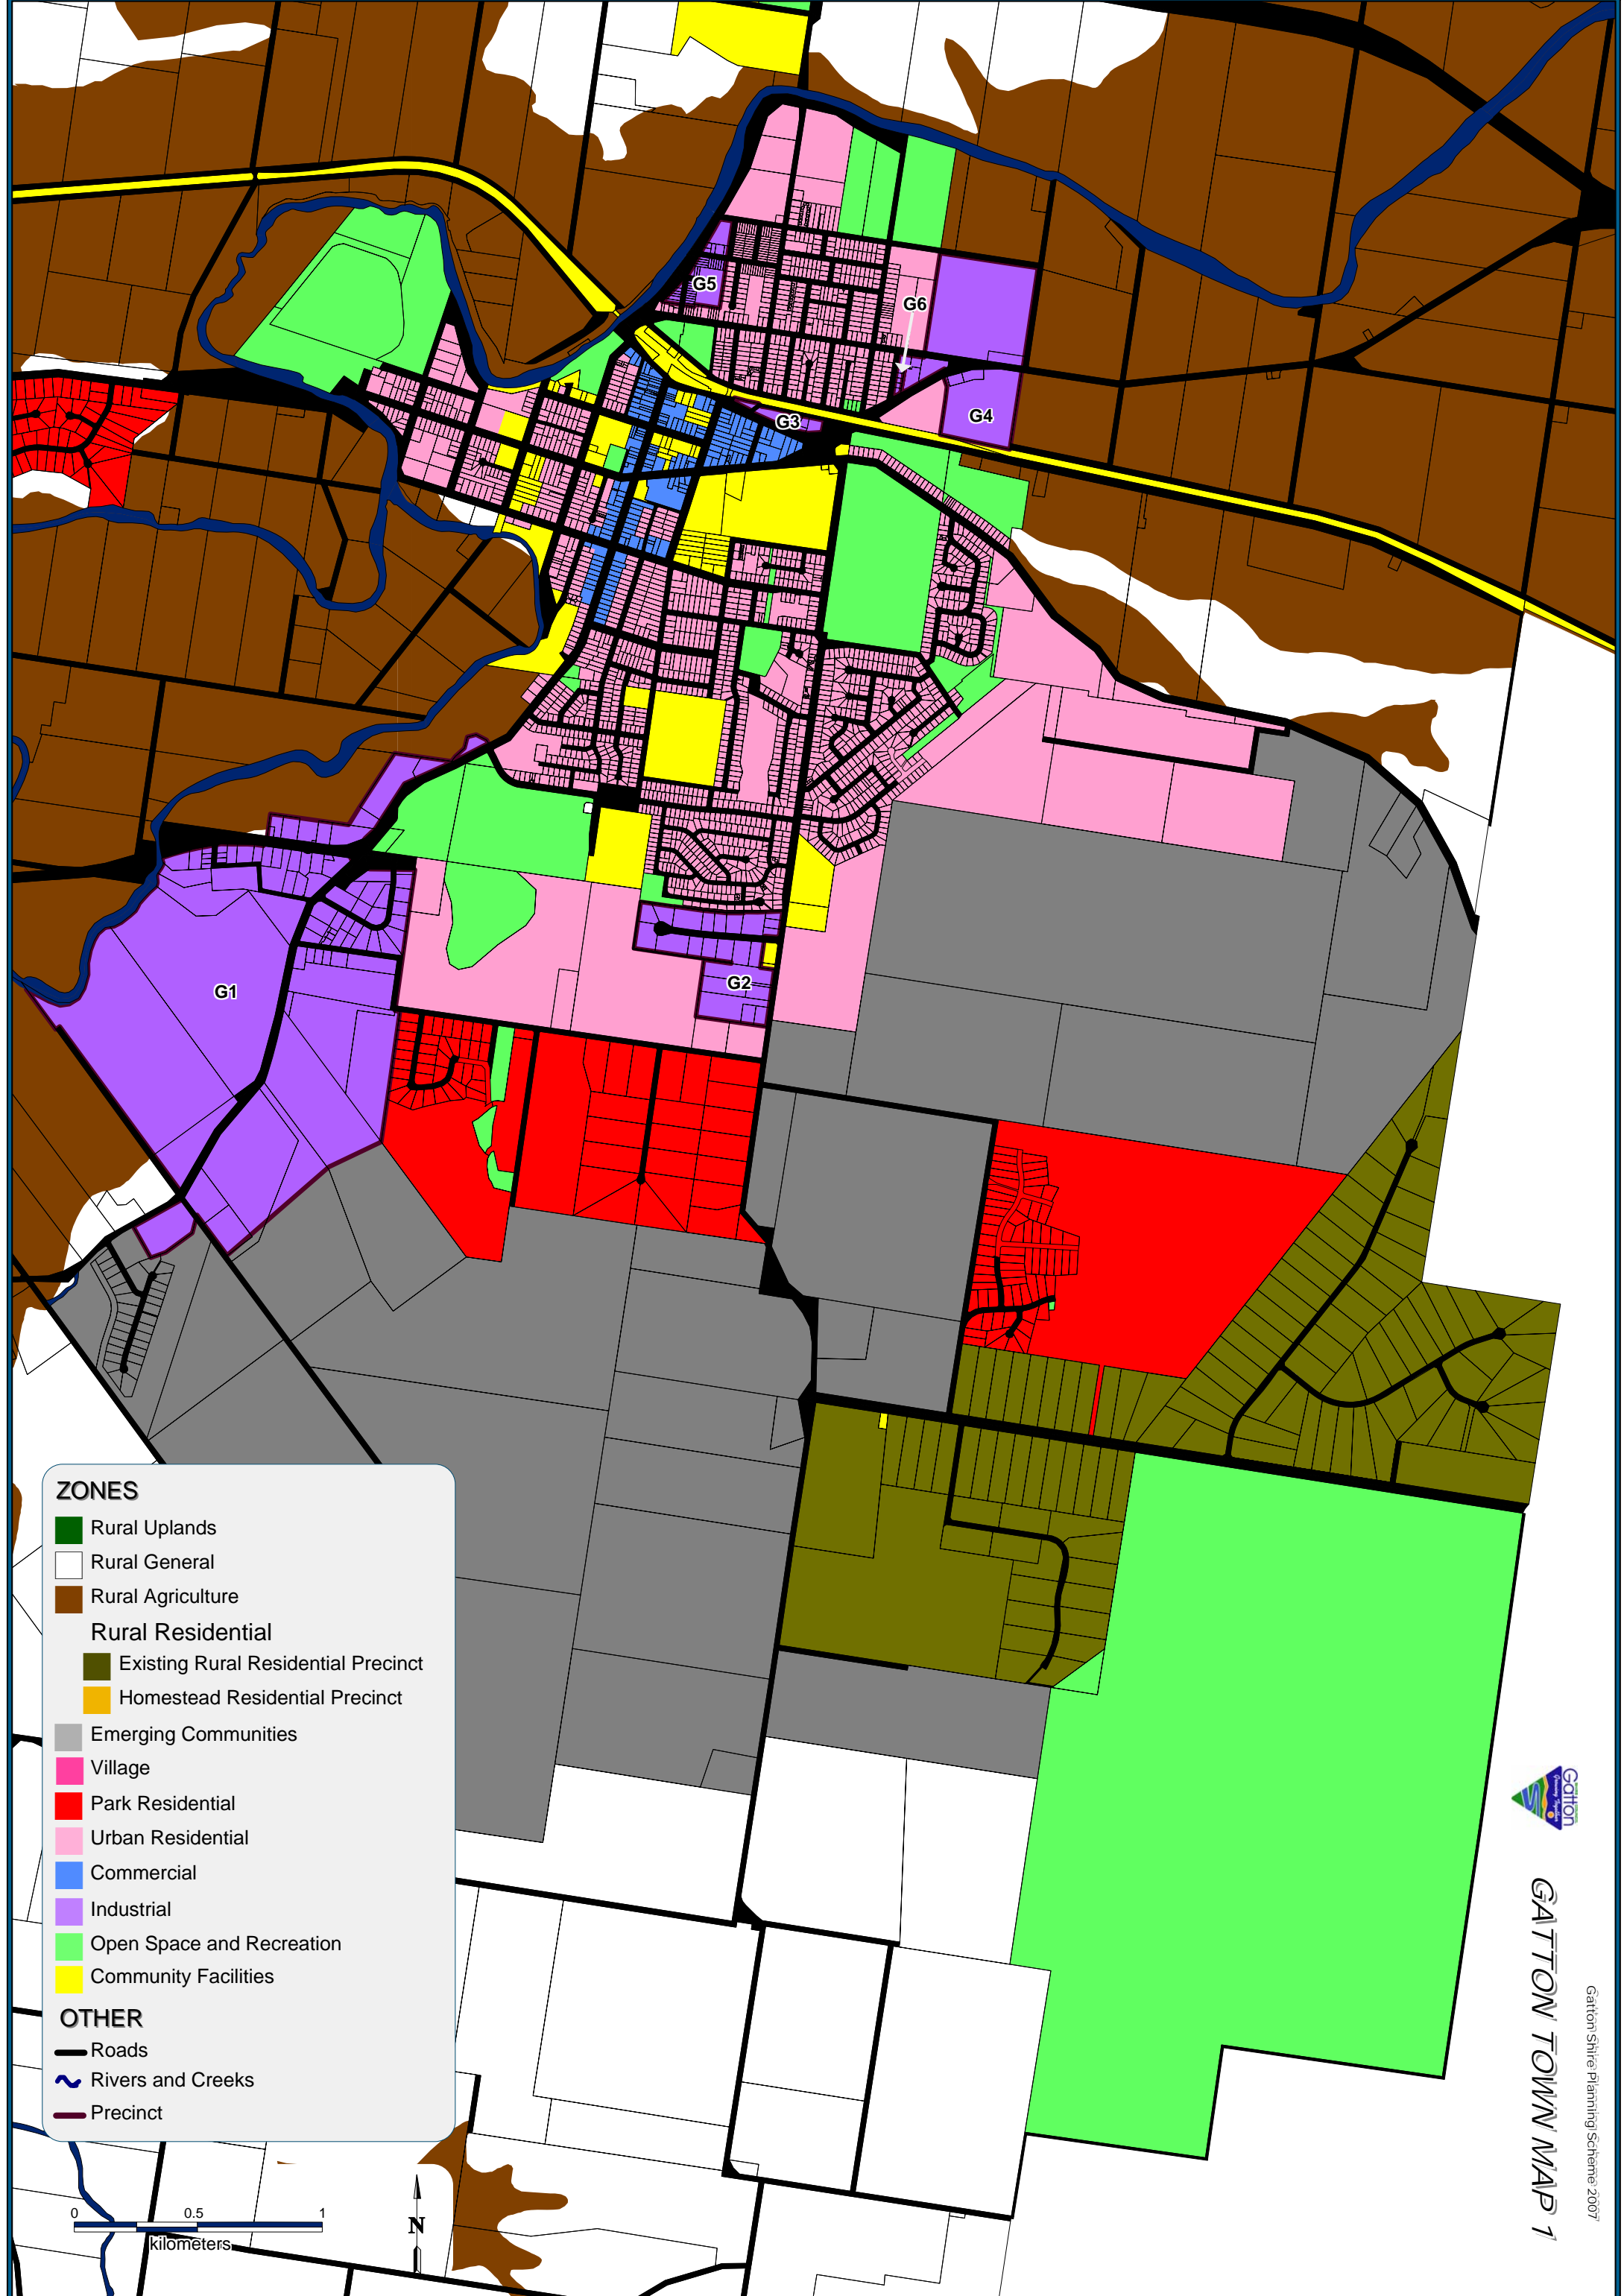 G5
G6
G3
G4
G1
G2
ZONES
Rural Uplands
Rural General
Rural Agriculture
Rural Residential
Existing Rural Residential Precinct
Homestead Residential Precinct
Emerging Communities
Village
Park Residential
Urban Residential
Commercial
Industrial
Open Space and Recreation
Community Facilities
OTHER
Roads
Rivers and Creeks
Precinct
0 0.5 1
kilometers
N
Gatton
GATTON TOWN MAP 1
Gatton Shire Planning Scheme 2007